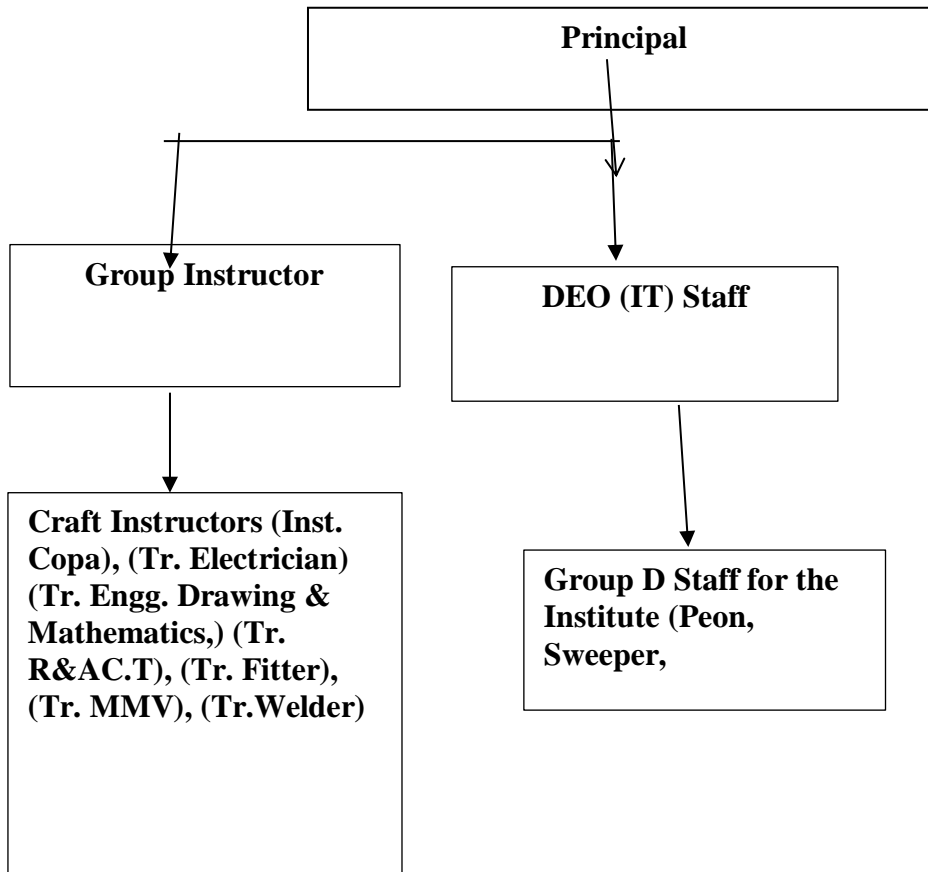 Principal
Group Instructor
DEO (IT) Staff
Craft Instructors (Inst.
Copa), (Tr. Electrician)
(Tr. Engg. Drawing &
Mathematics,) (Tr.
R&AC.T), (Tr. Fitter),
(Tr. MMV), (Tr.Welder)
Group D Staff for the
Institute (Peon,
Sweeper,